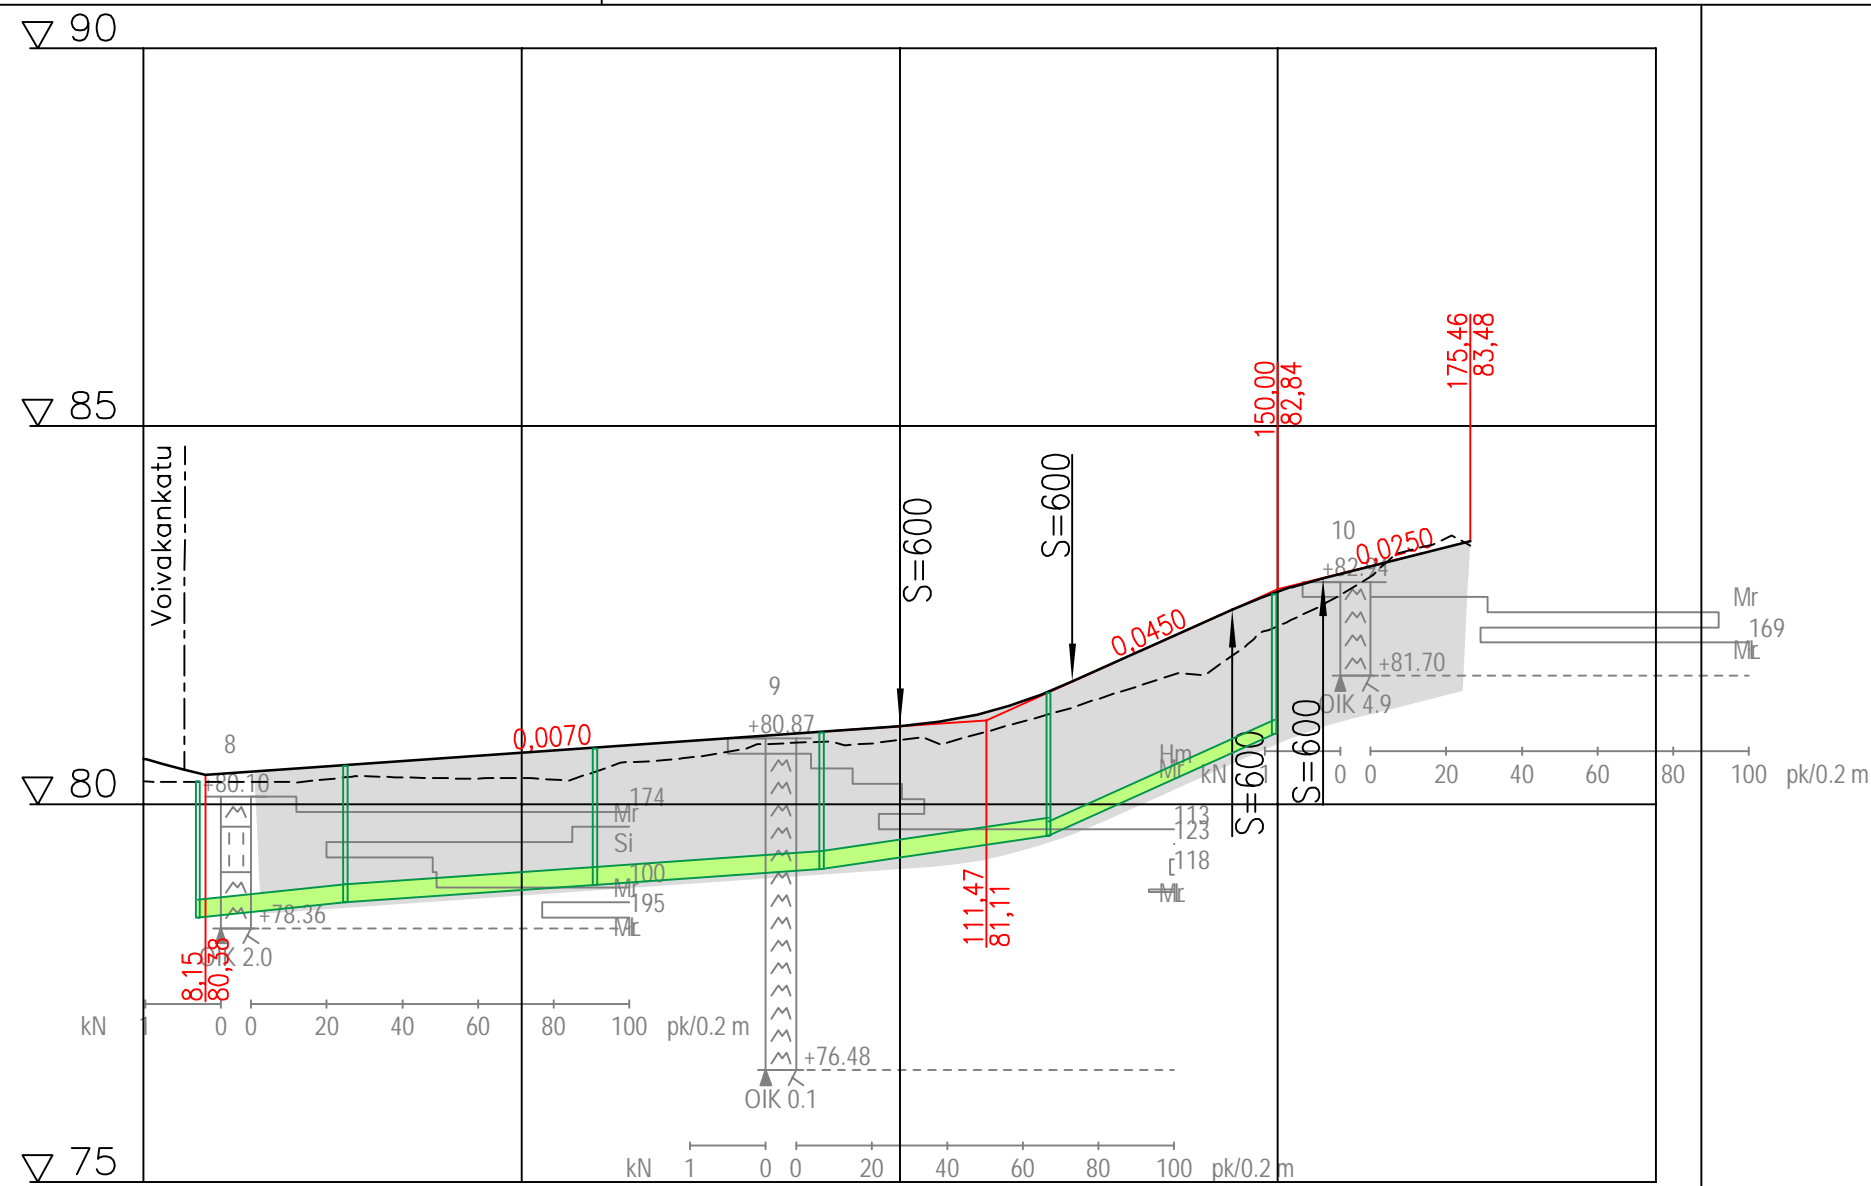 90
85
80
75
Voivakankatu
8
+80.10
174
Mr
Si
100
Mr
195
Mr
+78.36
OIK 2.0
8,15
80,38
kN 1 0 0 20 40 60 80 100 pk/0.2 m
0,0070
9
+80.87
+76.48
OIK 0.1
kN 1 0 0 20 40 60 80 100 pk/0.2 m
S=600
S=600
111,47
81,11
0,0450
Hm
Mr
113
123
118
S=600
S=600
150,00
82,84
10
0,0250
+81.70
OIK 4.9
175,46
83,48
Mr
169
kN 1 0 0 20 40 60 80 100 pk/0.2 m